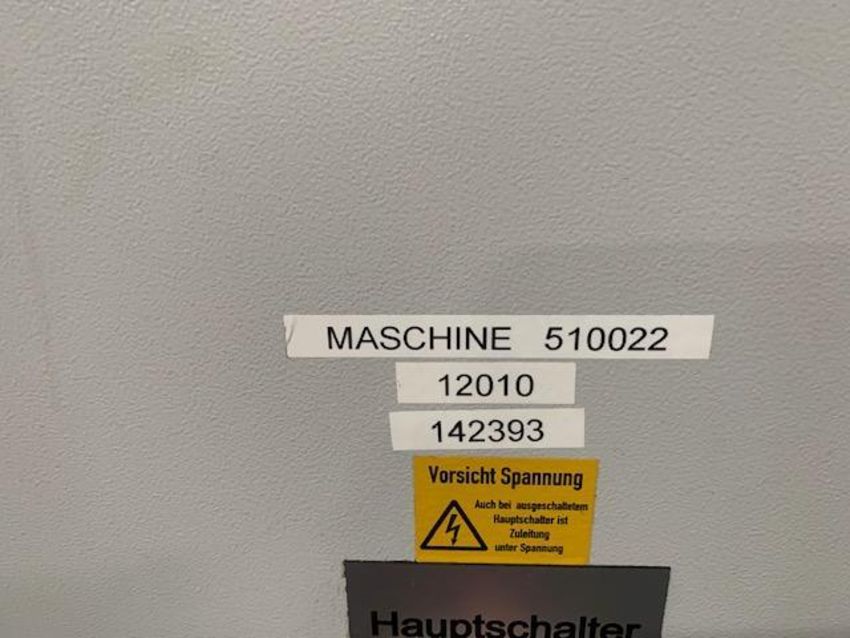 MASCHINE 510022
12010
142393
Vorsicht Spannung
Auch bei ausgeschaltetem
Hauptschalter ist
Zuleitung
unter Spannung
Hauptschalter